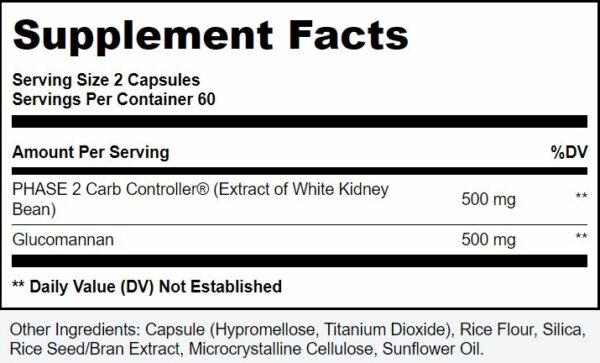 Supplement Facts
Serving Size 2 Capsules
Servings Per Container 60
Amount Per Serving %DV
PHASE 2 Carb Controller® (Extract of White Kidney
Bean) 500 mg **
Glucomannan 500 mg **
** Daily Value (DV) Not Established
Other Ingredients: Capsule (Hypromellose, Titanium Dioxide), Rice Flour, Silica,
Rice Seed/Bran Extract, Microcrystalline Cellulose, Sunflower Oil.